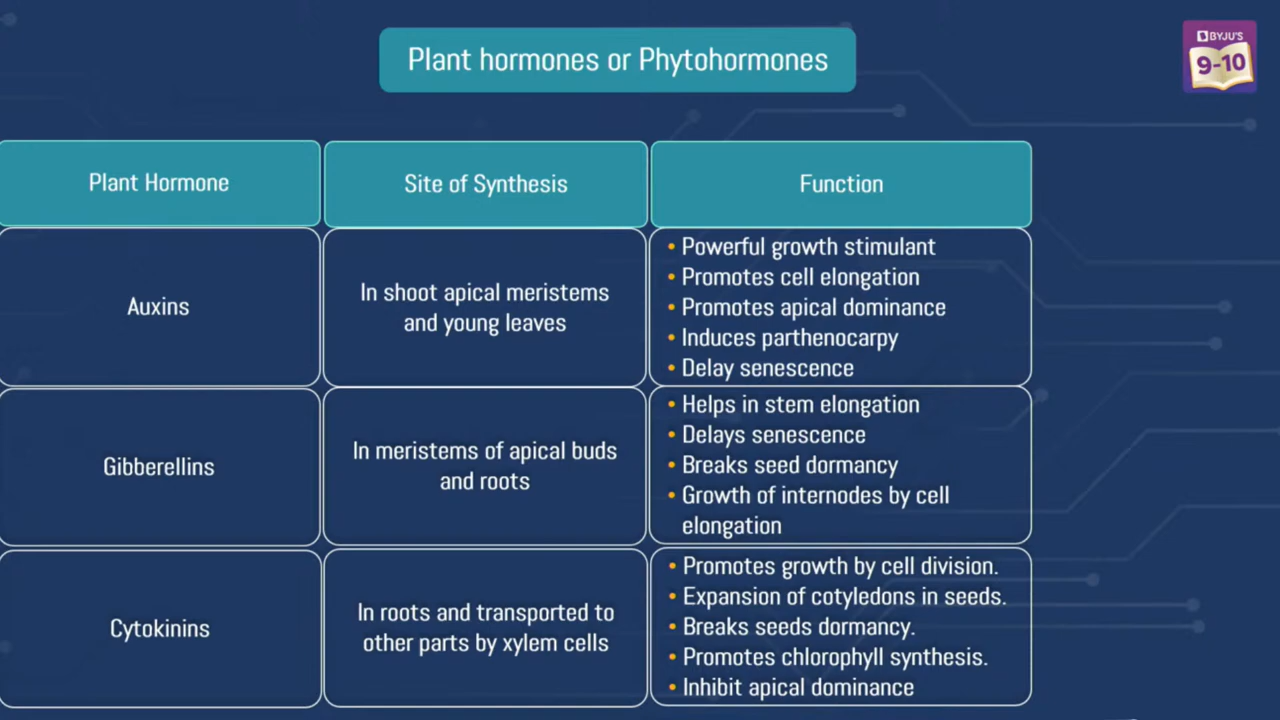 Plant hormones or Phytohormones
BYJU'S
9-10
Plant Hormone
Site of Synthesis
Function
Auxins
In shoot apical meristems
and young leaves
• Powerful growth stimulant
• Promotes cell elongation
• Promotes apical dominance
• Induces parthenocarpy
• Delay senescence
Gibberellins
In meristems of apical buds
and roots
• Helps in stem elongation
• Delays senescence
• Breaks seed dormancy
• Growth of internodes by cell
elongation
Cytokinins
In roots and transported to
other parts by xylem cells
• Promotes growth by cell division.
• Expansion of cotyledons in seeds.
• Breaks seeds dormancy.
• Promotes chlorophyll synthesis.
• Inhibit apical dominance